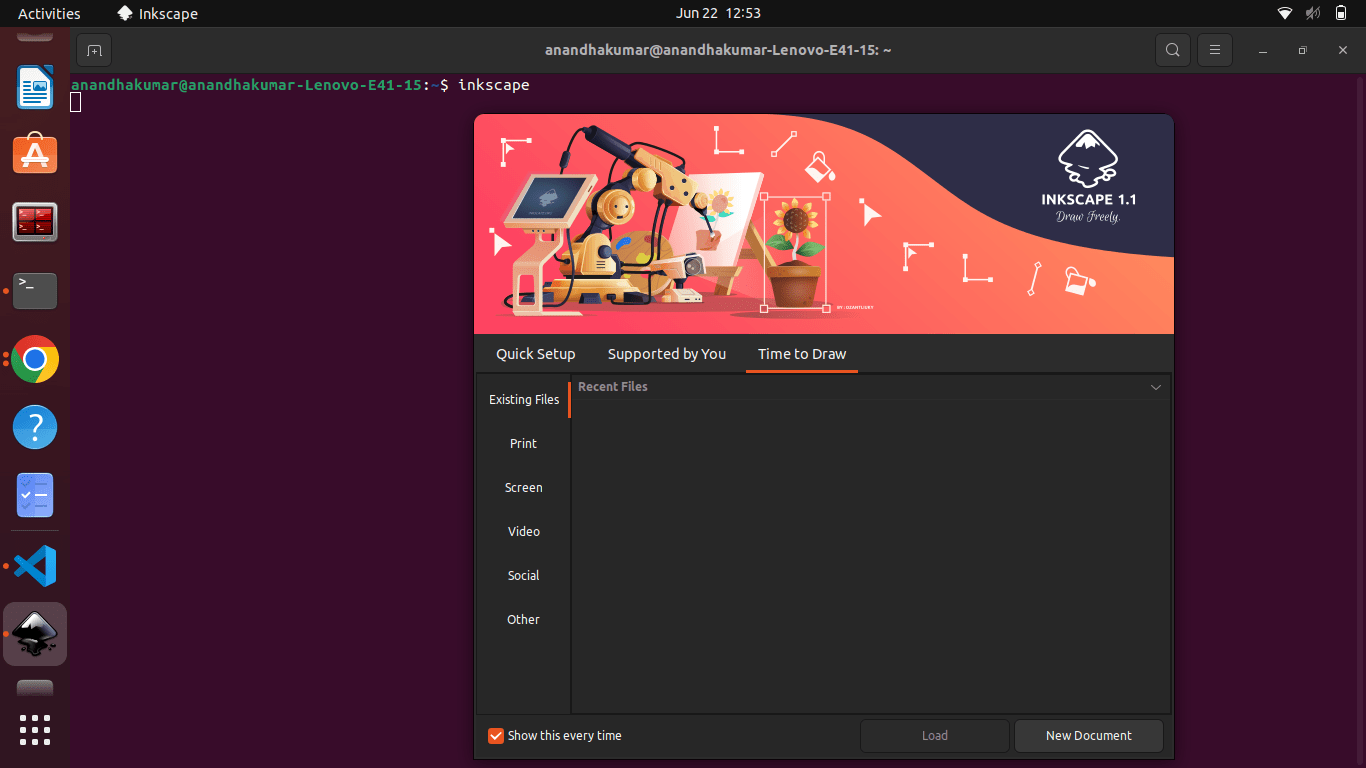 Activities Inkscape Jun 22 12:53
anandhakumar@anandhakumar-Lenovo-E41-15: ~
anandhakumar@anandhakumar-Lenovo-E41-15:~$ inkscape
INKSCAPE 1.1
Draw Freely.
Quick Setup Supported by You Time to Draw
Existing Files
Recent Files
Print
Screen
Video
Social
Other
Show this every time
Load
New Document